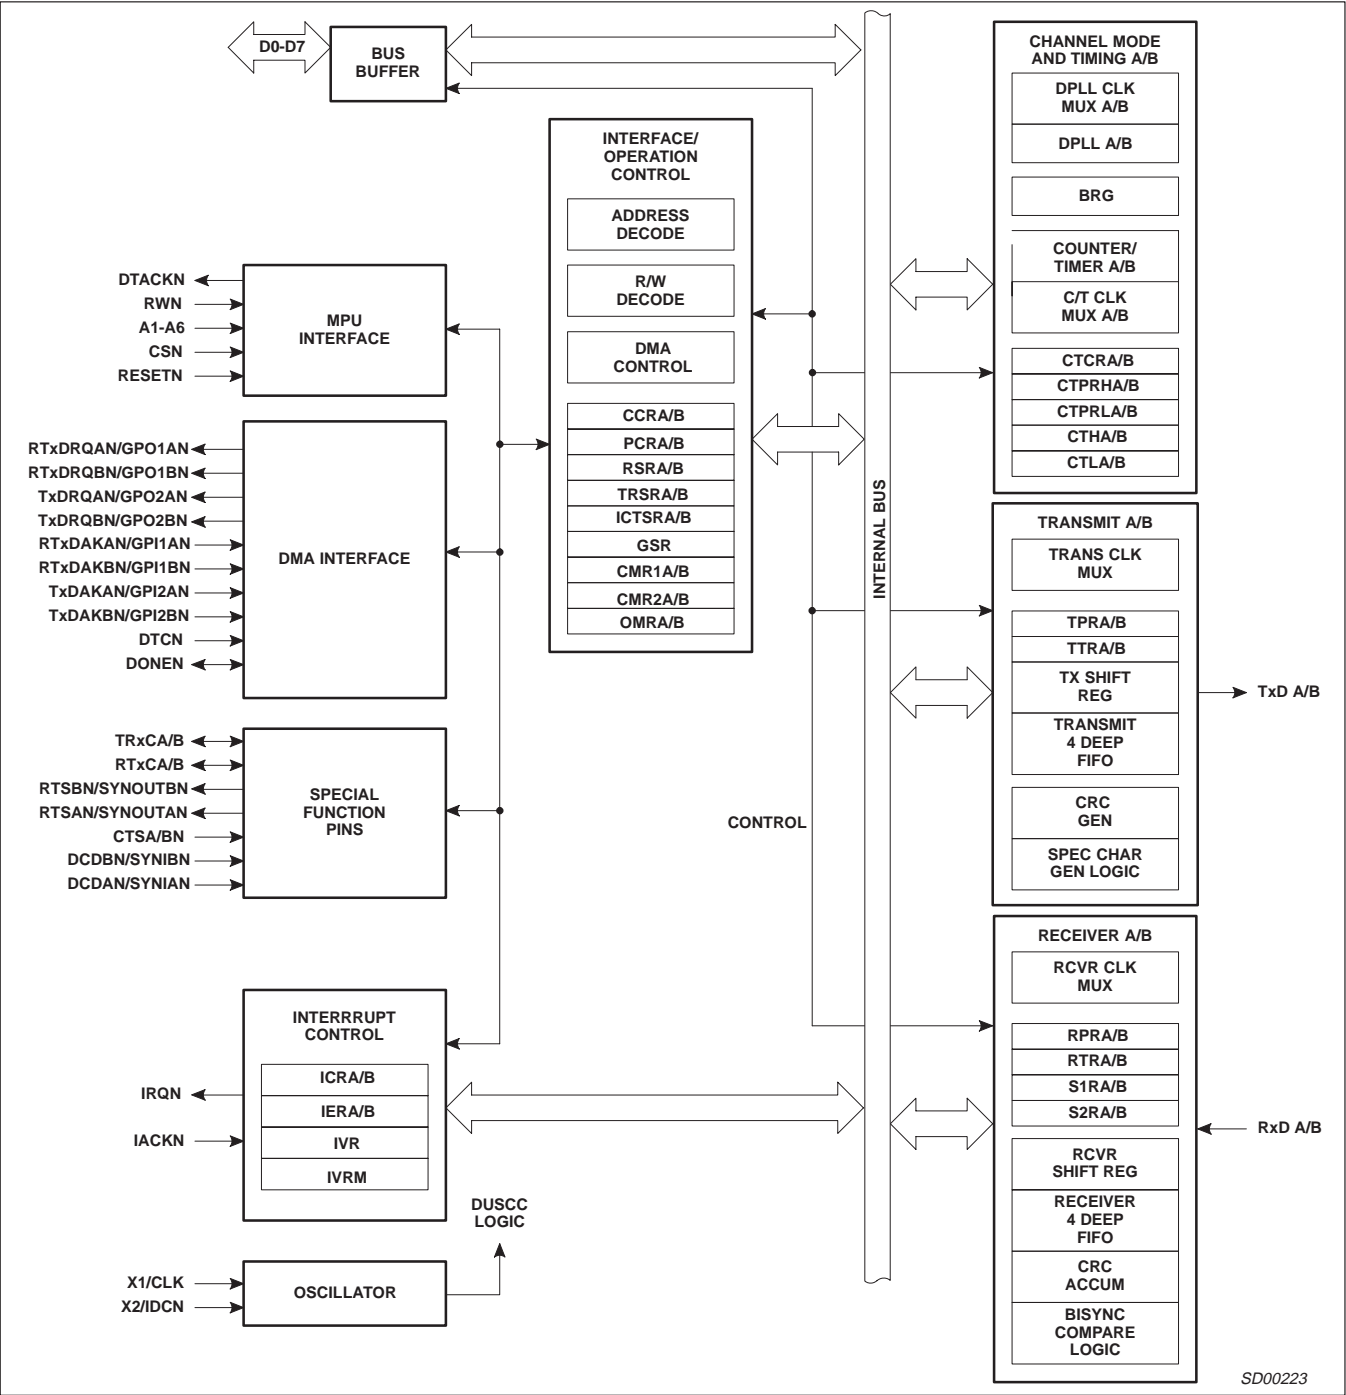 D0-D7
BUS
BUFFER
INTERFACE/
OPERATION
CONTROL
ADDRESS
DECODE
R/W
DECODE
DMA
CONTROL
CCRA/B
PCRA/B
RSRA/B
TRSRA/B
ICTSRA/B
GSR
CMR1A/B
CMR2A/B
OMRA/B
DTACKN
RWN
A1-A6
CSN
RESETN
MPU
INTERFACE
RTxDRQAN/GPO1AN
RTxDRQBN/GPO1BN
TxDRQAN/GPO2AN
TxDRQBN/GPO2BN
RTxDAKAN/GPI1AN
RTxDAKBN/GPI1BN
TxDAKAN/GPI2AN
TxDAKBN/GPI2BN
DTCN
DONEN
DMA INTERFACE
TRxCA/B
RTxCA/B
RTSBN/SYNOUTBN
RTSAN/SYNOUTAN
CTSA/BN
DCDBN/SYNIBN
DCDAN/SYNIAN
SPECIAL
FUNCTION
PINS
IRQN
IACKN
INTERRRUPT
CONTROL
ICRA/B
IERA/B
IVR
IVRM
X1/CLK
X2/IDCN
OSCILLATOR
DUSCC
LOGIC
CONTROL
INTERNAL BUS
CHANNEL MODE
AND TIMING A/B
DPLL CLK
MUX A/B
DPLL A/B
BRG
COUNTER/
TIMER A/B
C/T CLK
MUX A/B
CTCRA/B
CTPRHA/B
CTPRLA/B
CTHA/B
CTLA/B
TRANSMIT A/B
TRANS CLK
MUX
TPRA/B
TTRA/B
TX SHIFT
REG
TRANSMIT
4 DEEP
FIFO
CRC
GEN
SPEC CHAR
GEN LOGIC
TxD A/B
RECEIVER A/B
RCVR CLK
MUX
RPRA/B
RTRA/B
S1RA/B
S2RA/B
RCVR
SHIFT REG
RECEIVER
4 DEEP
FIFO
CRC
ACCUM
BISYNC
COMPARE
LOGIC
RxD A/B
SD00223